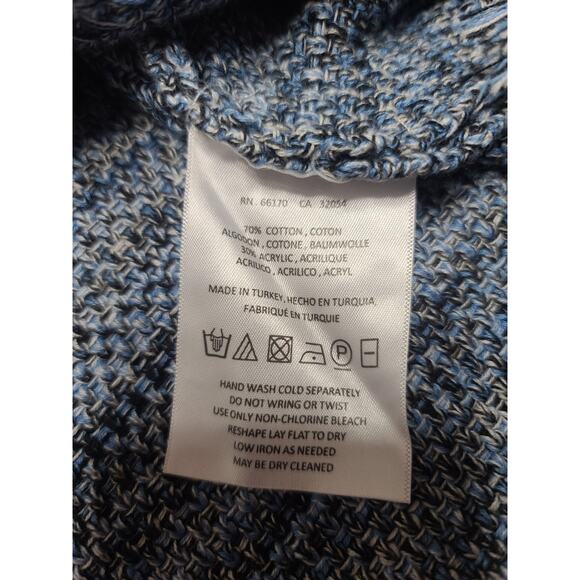 RN. 66170 CA 32054
70% COTTON, COTON
ALGODON, COTONE, BAUMWOLLE
30% ACRYLIC, ACRILIQUE
ACRILICO, ACRILICO, ACRYL
MADE IN TURKEY, HECHO EN TURQUIA,
FABRIQUÉ EN TURQUIE
P
HAND WASH COLD SEPARATELY
DO NOT WRING OR TWIST
USE ONLY NON-CHLORINE BLEACH
RESHAPE LAY FLAT TO DRY
LOW IRON AS NEEDED
MAY BE DRY CLEANED